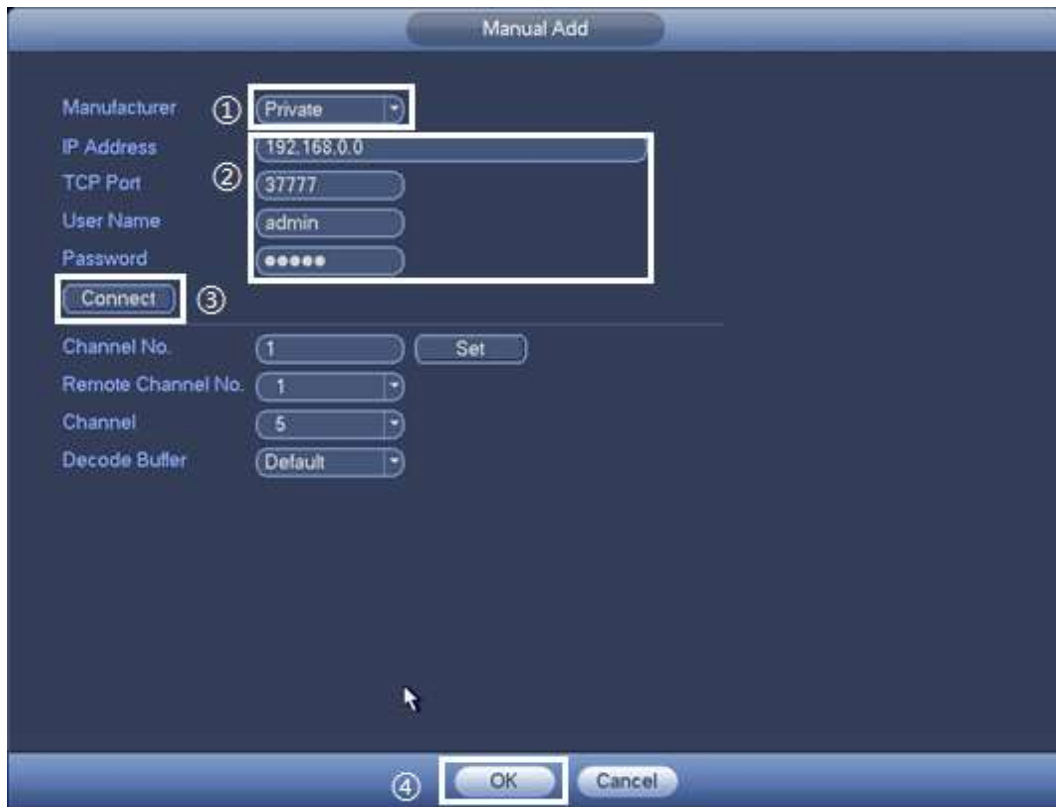 Manual Add
Manufacturer ① Private
IP Address 192.168.0.0
TCP Port ② 37777
User Name admin
Password ●●●●●
Connect ③
Channel No. 1 Set
Remote Channel No. 1
Channel 5
Decode Buffer Default
④ OK Cancel